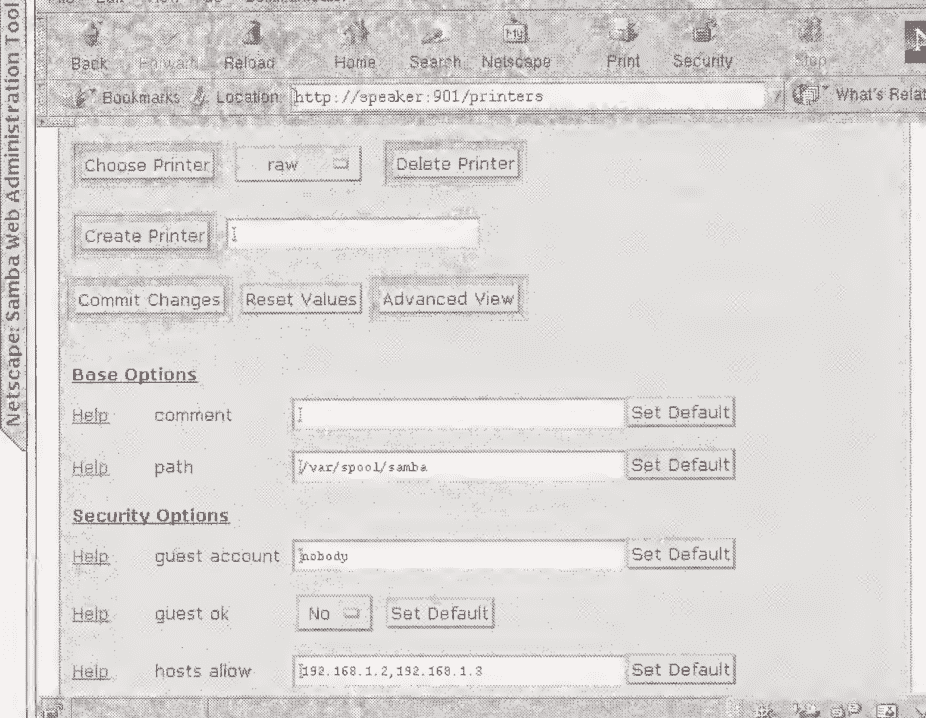 Netscape: Samba Web Administration Tool
Back Forward Reload Home Search Netscape Print Security Stop
Bookmarks Location: http://speaker:901/printers What's Relat
Choose Printer raw Delete Printer
Create Printer
Commit Changes Reset Values Advanced View
Base Options
Help comment Set Default
Help path /var/spool/samba Set Default
Security Options
Help guest account nobody Set Default
Help guest ok No Set Default
Help hosts allow 192.168.1.2,192.168.1.3 Set Default